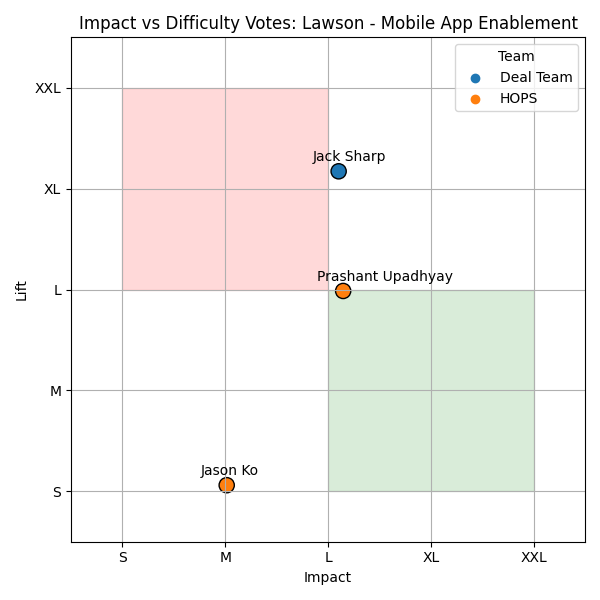 Impact vs Difficulty Votes: Lawson - Mobile App Enablement
Team
Deal Team
HOPS
XXL
Jack Sharp
XL
Prashant Upadhyay
L
Lift
M
Jason Ko
S
S M L XL XXL
Impact